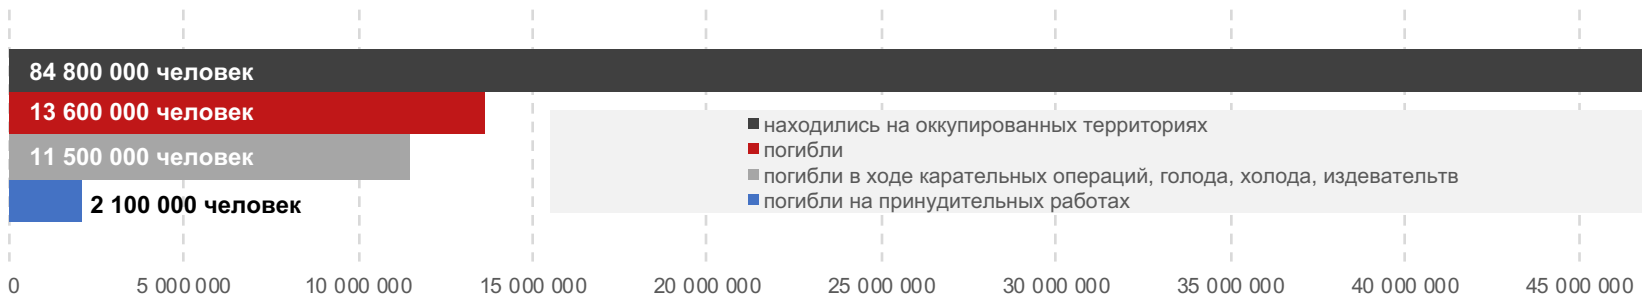 84 800 000 человек
13 600 000 человек
11 500 000 человек
2 100 000 человек
находились на оккупированных территориях
погибли
погибли в ходе карательных операций, голода, холода, издевательтв
погибли на принудительных работах
0 5 000 000 10 000 000 15 000 000 20 000 000 25 000 000 30 000 000 35 000 000 40 000 000 45 000 000